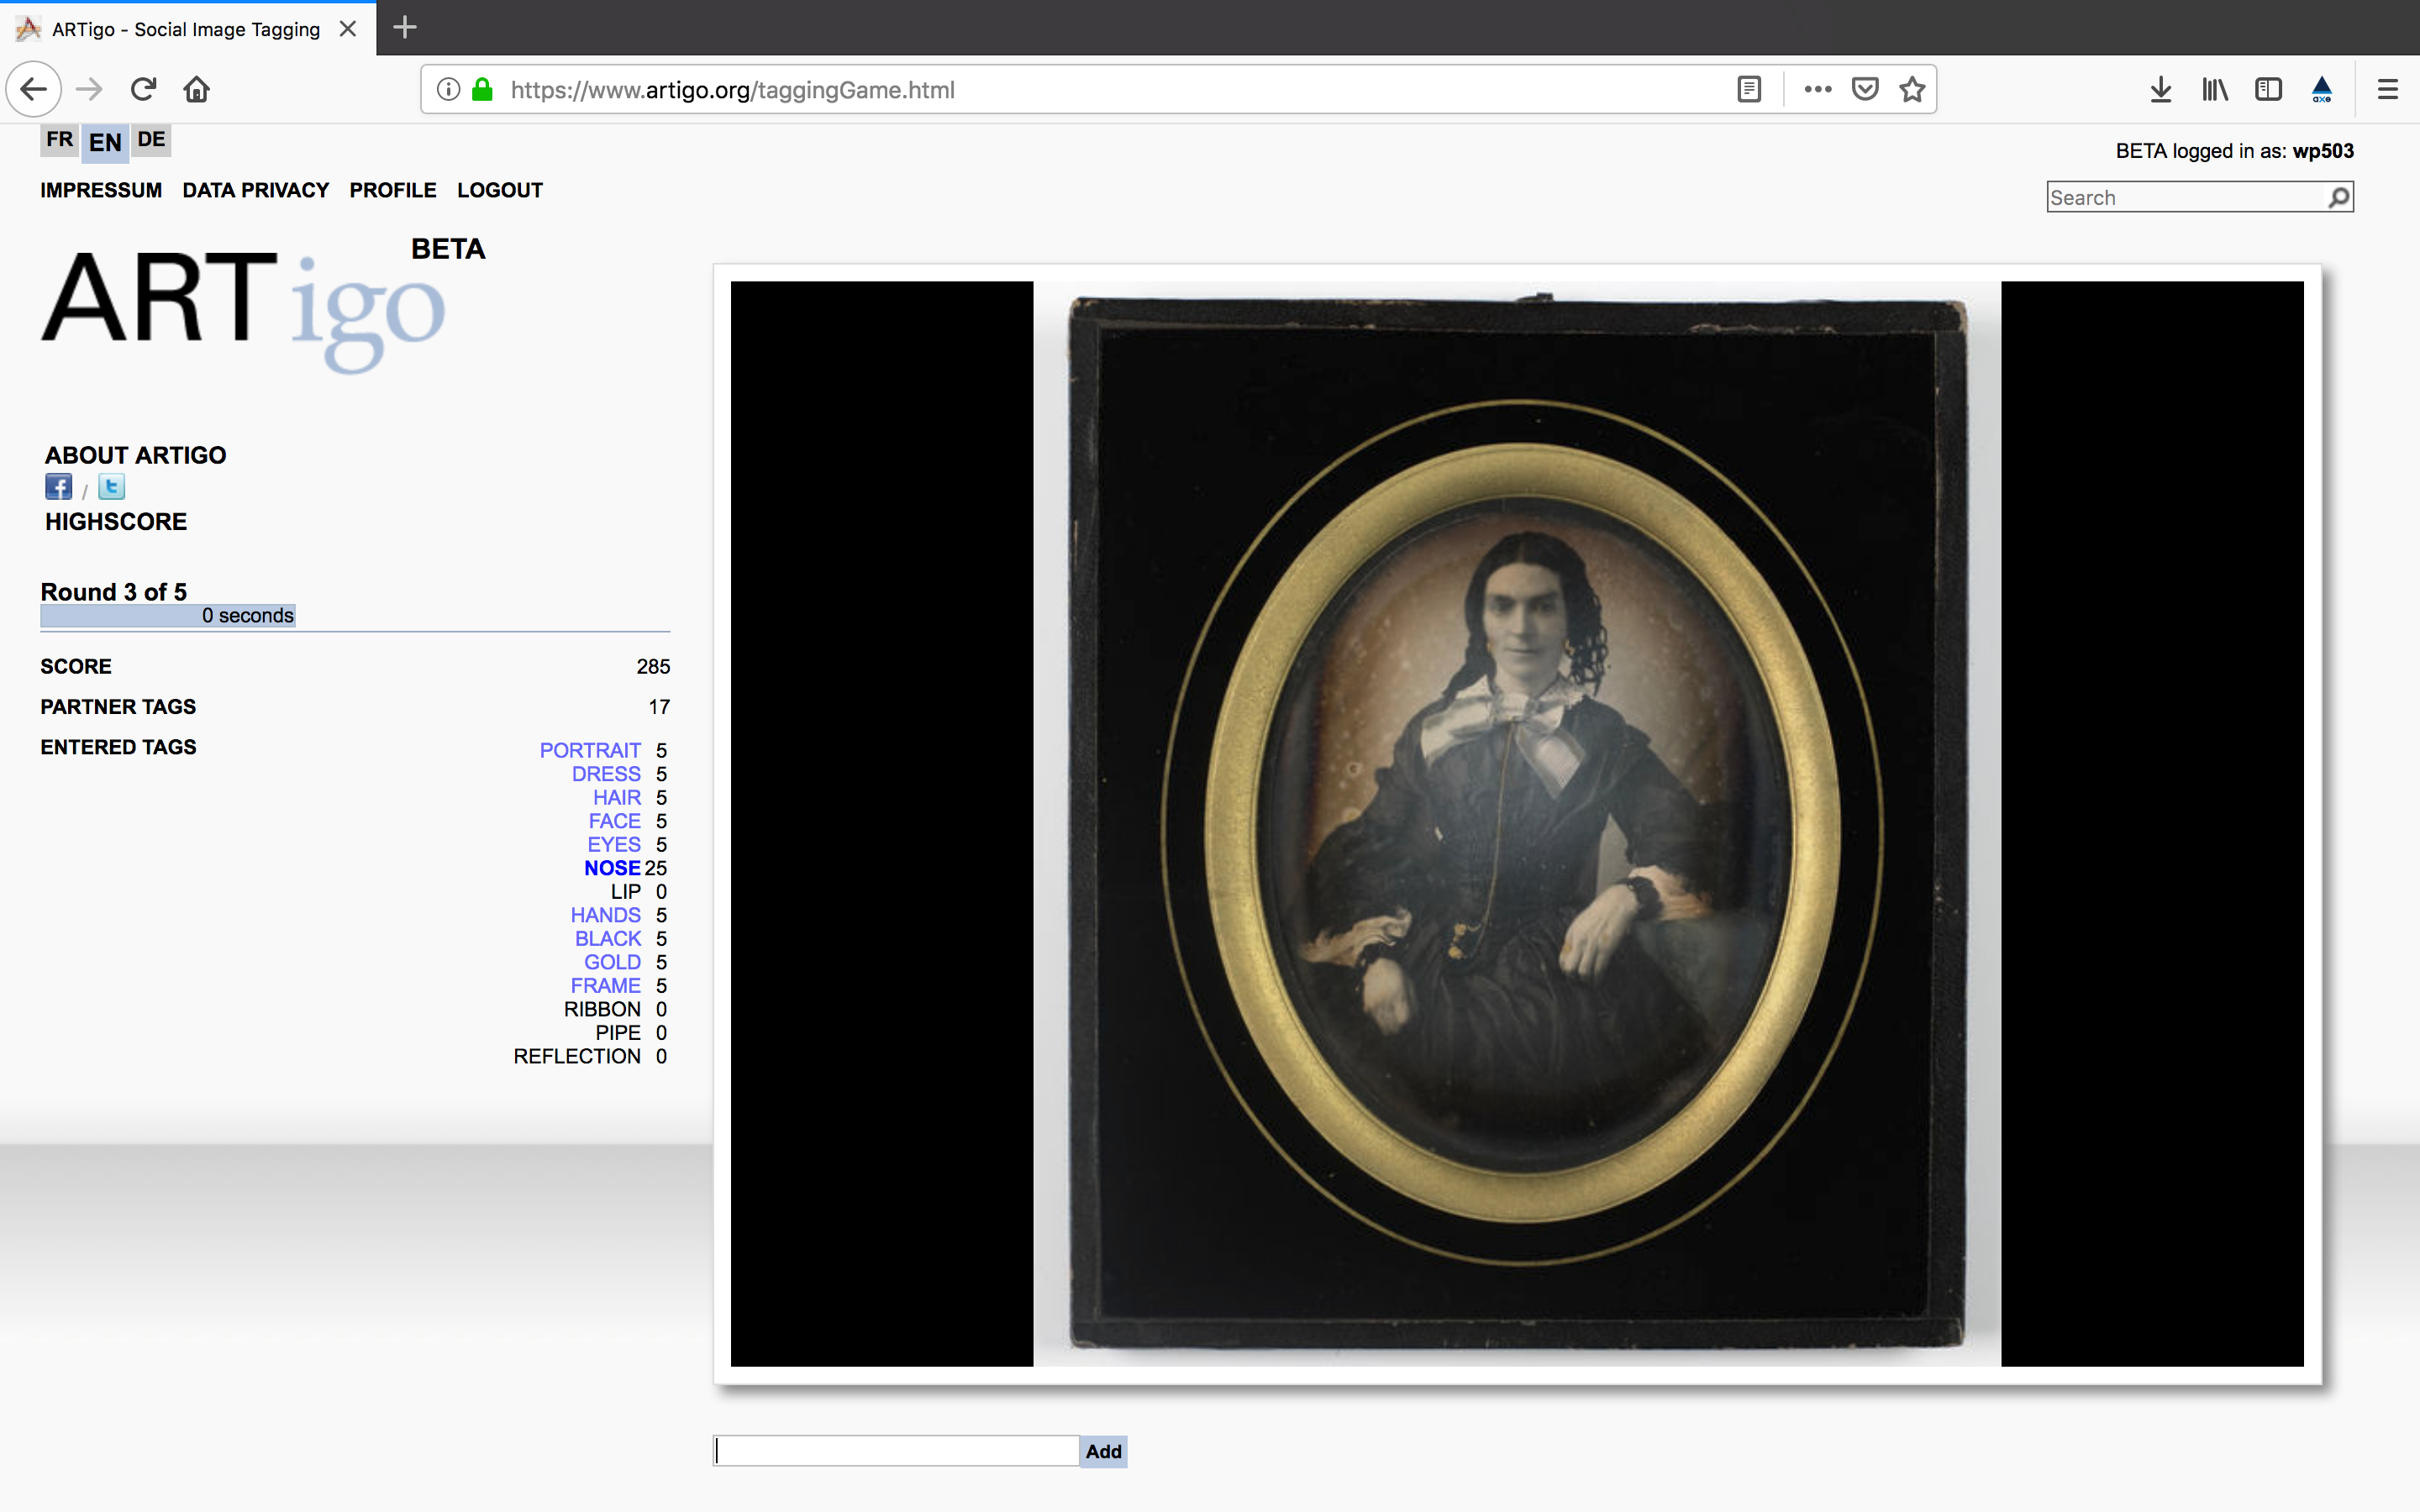 ARTigo - Social Image Tagging
https://www.artigo.org/taggingGame.html
axe
FR EN DE
BETA logged in as: wp503
IMPRESSUM DATA PRIVACY PROFILE LOGOUT
Search
BETA
ARTigo
ABOUT ARTIGO
f / t
HIGHSCORE
Round 3 of 5
0 seconds
SCORE 285
PARTNER TAGS 17
ENTERED TAGS
PORTRAIT 5
DRESS 5
HAIR 5
FACE 5
EYES 5
NOSE 25
LIP 0
HANDS 5
BLACK 5
GOLD 5
FRAME 5
RIBBON 0
PIPE 0
REFLECTION 0
Add